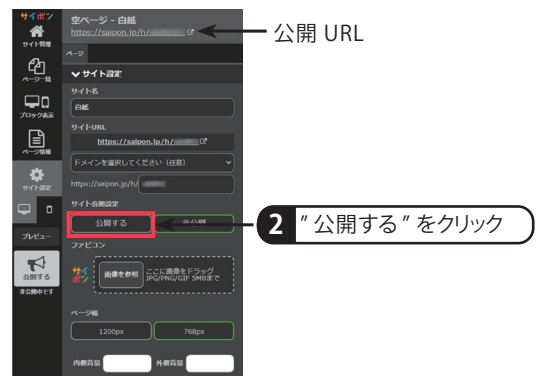 サイポン
サイト管理
ページ一覧
ブロック表示
ページ情報
サイト設定
プレビュー
公開する
非公開中です
空ページ - 白紙
https://saipon.jp/h/
ページ
サイト設定
サイト名
白紙
サイトURL
https://saipon.jp/h/
ドメインを選択してください（任意）
https://saipon.jp/h/
サイト公開設定
公開する
非公開
ファビコン
サイポン
画像を参照
ここに画像をドラッグ
JPG/PNG/GIF 5MBまで
ページ幅
1200px
768px
内側背景
外側背景
公開 URL
2 ”公開する”をクリック